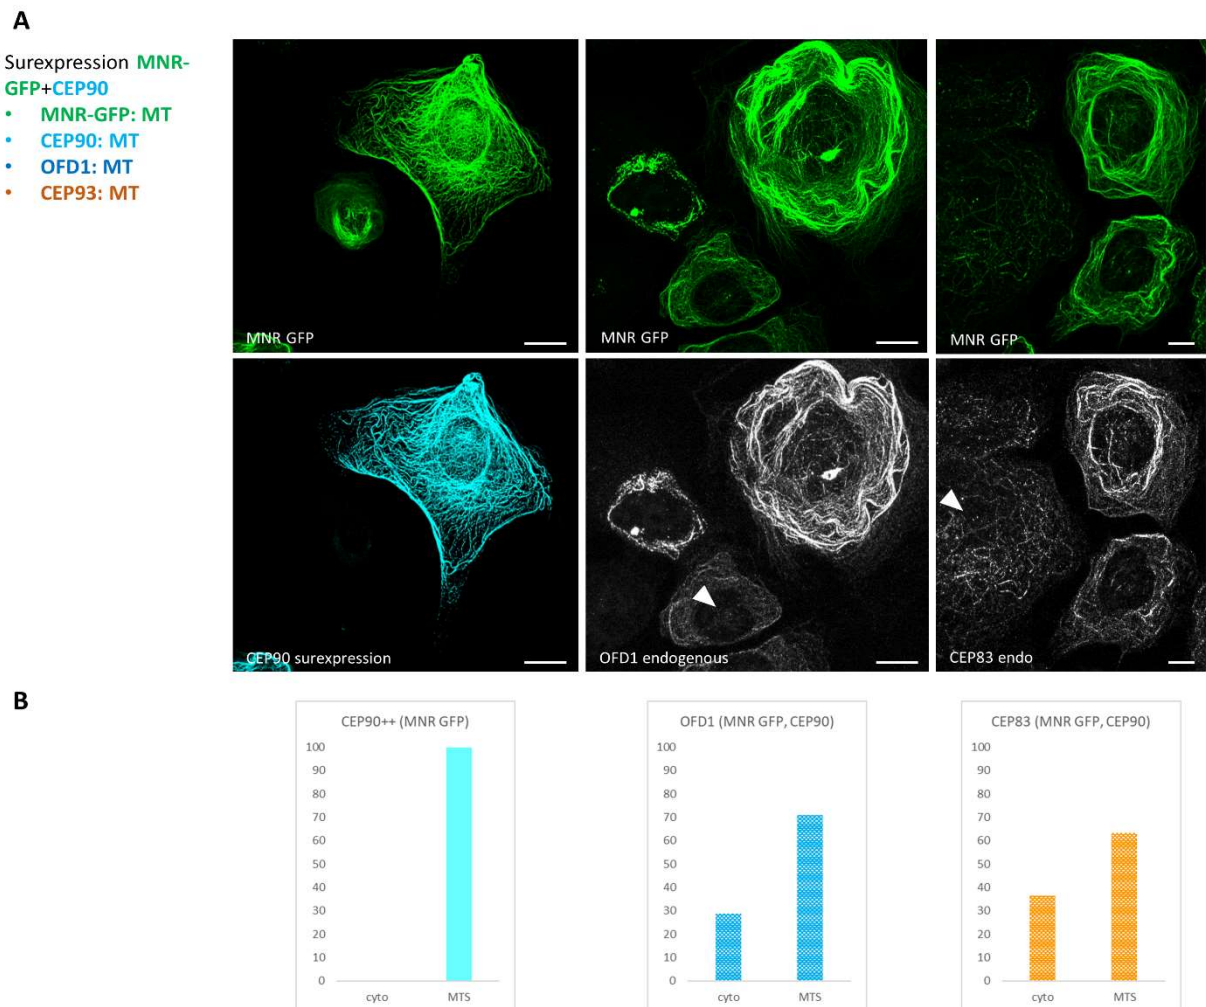 A
Surexpression MNR-
GFP+CEP90
• MNR-GFP: MT
• CEP90: MT
• OFD1: MT
• CEP93: MT
MNR GFP
MNR GFP
MNR GFP
CEP90 surexpression
OFD1 endogenous
CEP83 endo
B
CEP90++ (MNR GFP)
100
90
80
70
60
50
40
30
20
10
0
cyto MTS
OFD1 (MNR GFP, CEP90)
100
90
80
70
60
50
40
30
20
10
0
cyto MTS
CEP83 (MNR GFP, CEP90)
100
90
80
70
60
50
40
30
20
10
0
cyto MTS